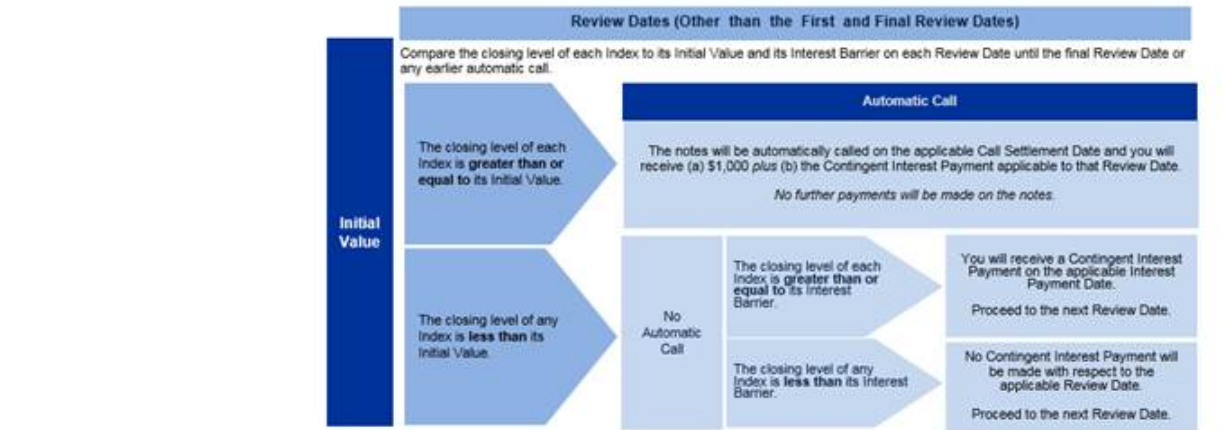 Review Dates (Other than the First and Final Review Dates)
Compare the closing level of each Index to its Initial Value and its Interest Barrier on each Review Date until the final Review Date or
any earlier automatic call.
Initial
Value
The closing level of each
Index is greater than or
equal to its Initial Value.
Automatic Call
The notes will be automatically called on the applicable Call Settlement Date and you will
receive (a) $1,000 plus (b) the Contingent Interest Payment applicable to that Review Date.
No further payments will be made on the notes.
The closing level of any
Index is less than its
Initial Value.
No
Automatic
Call
The closing level of each
Index is greater than or
equal to its Interest
Barrier.
You will receive a Contingent Interest
Payment on the applicable Interest
Payment Date.
Proceed to the next Review Date.
The closing level of any
Index is less than its Interest
Barrier.
No Contingent Interest Payment will
be made with respect to the
applicable Review Date.
Proceed to the next Review Date.